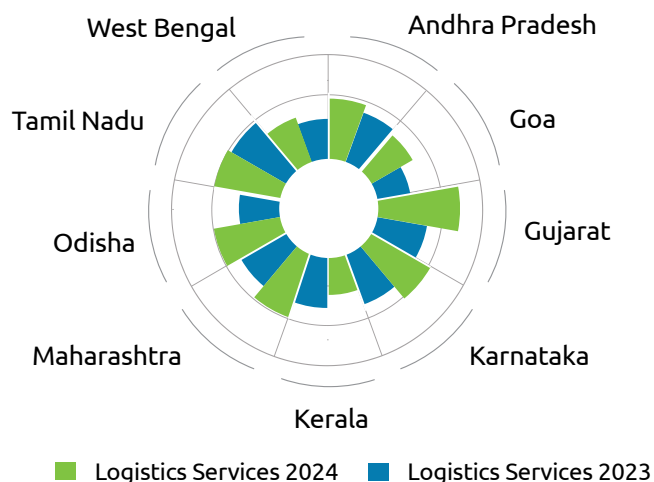 West Bengal
Andhra Pradesh
Tamil Nadu
Goa
Odisha
Gujarat
Maharashtra
Karnataka
Kerala
Logistics Services 2024
Logistics Services 2023